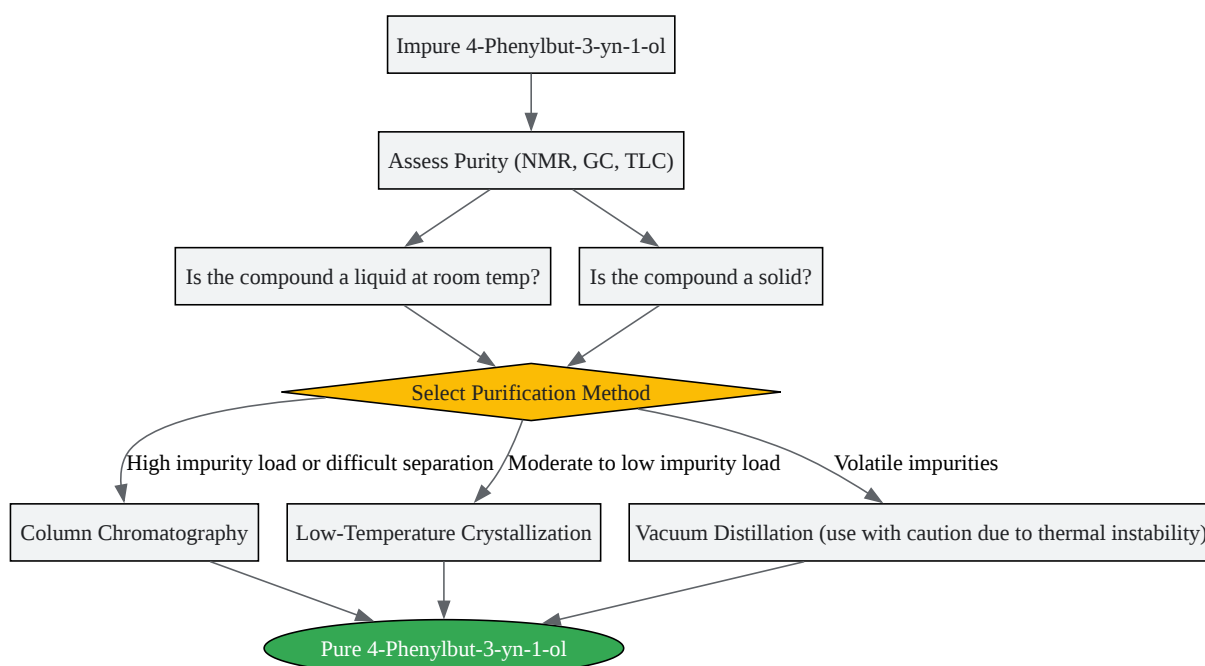 Impure 4-Phenylbut-3-yn-1-ol
Assess Purity (NMR, GC, TLC)
Is the compound a liquid at room temp?
Is the compound a solid?
Select Purification Method
High impurity load or difficult separation
Moderate to low impurity load
Volatile impurities
Column Chromatography
Low-Temperature Crystallization
Vacuum Distillation (use with caution due to thermal instability)
Pure 4-Phenylbut-3-yn-1-ol